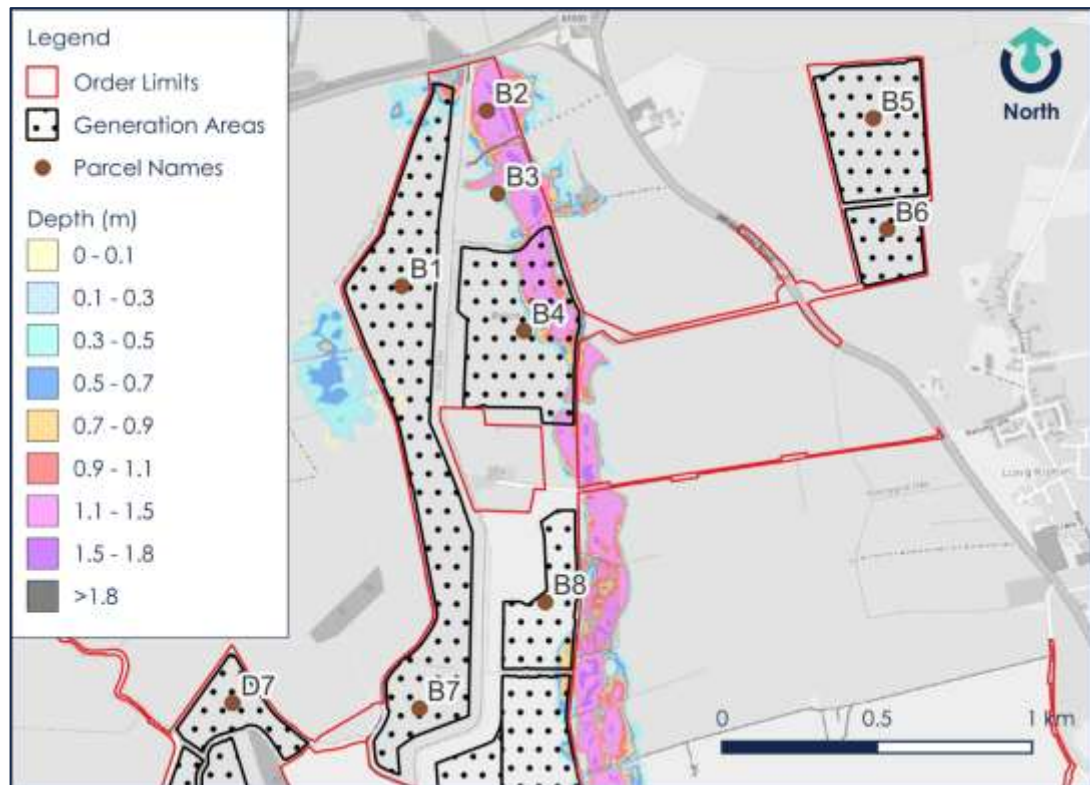 Legend
Order Limits
Generation Areas
Parcel Names
Depth (m)
0 - 0.1
0.1 - 0.3
0.3 - 0.5
0.5 - 0.7
0.7 - 0.9
0.9 - 1.1
1.1 - 1.5
1.5 - 1.8
>1.8
North
B2
B5
B3
B6
B1
B4
B8
D7
B7
0
0.5
1 km